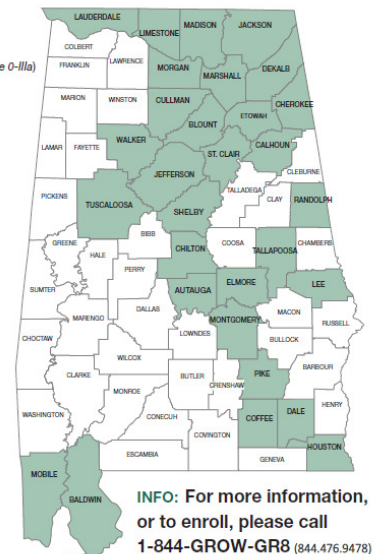 LAUDERDALE
LIMESTONE
MADISON
JACKSON
COLBERT
LAWRENCE
e 0-IIIa)
FRANKLIN
MORGAN
MARSHALL
DEKALB
MARION
WINSTON
CULLMAN
CHEROKEE
ETOWAH
BLOUNT
WALKER
CALHOUN
LAMAR
FAYETTE
ST. CLAIR
JEFFERSON
CLEBURNE
TALLADEGA
PICKENS
CLAY
RANDOLPH
TUSCALOOSA
SHELBY
BIBB
GREENE
HALE
CHILTON
COOSA
TALLAPOOSA
CHAMBERS
PERRY
SUMTER
AUTAUGA
ELMORE
LEE
DALLAS
MARENGO
MONTGOMERY
MACON
RUSSELL
LOWNDES
CHOCTAW
BULLOCK
WILCOX
BARBOUR
CLARKE
BUTLER
PIKE
CRENSHAW
MONROE
HENRY
WASHINGTON
CONECUH
COFFEE
DALE
COVINGTON
HOUSTON
ESCAMBIA
GENEVA
MOBILE
BALDWIN
INFO: For more information,
or to enroll, please call
1-844-GROW-GR8 (844.476.9478)